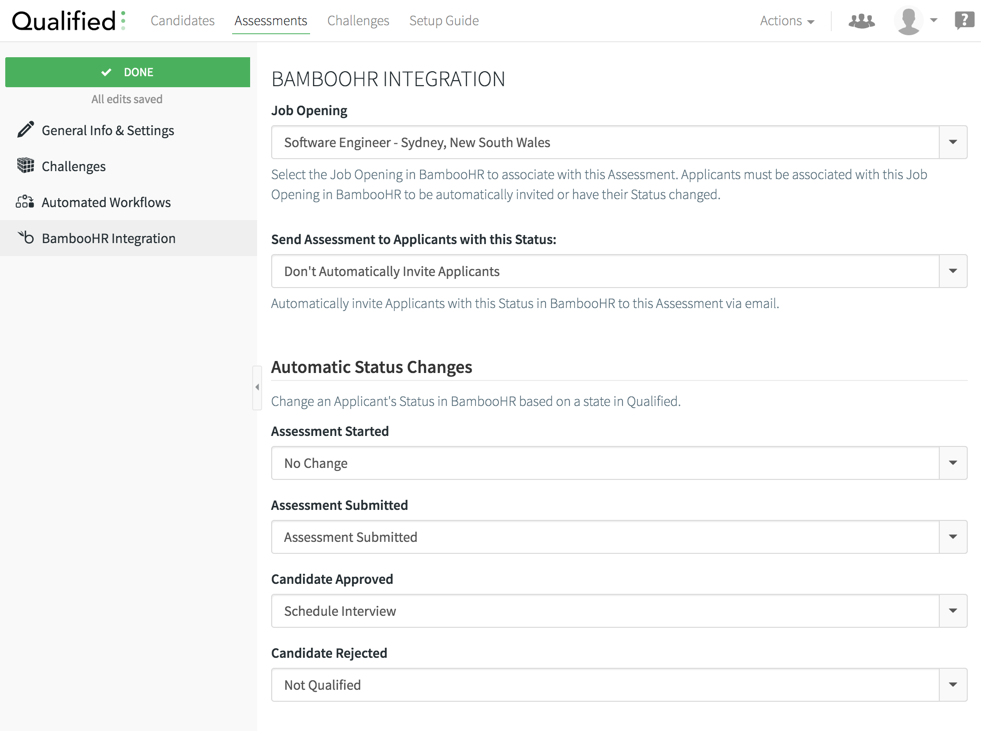 Qualified
Candidates Assessments Challenges Setup Guide Actions ?
DONE
All edits saved
General Info & Settings
Challenges
Automated Workflows
BambooHR Integration
BAMBOOHR INTEGRATION
Job Opening
Software Engineer - Sydney, New South Wales
Select the Job Opening in BambooHR to associate with this Assessment. Applicants must be associated with this Job
Opening in BambooHR to be automatically invited or have their Status changed.
Send Assessment to Applicants with this Status:
Don't Automatically Invite Applicants
Automatically invite Applicants with this Status in BambooHR to this Assessment via email.
Automatic Status Changes
Change an Applicant's Status in BambooHR based on a state in Qualified.
Assessment Started
No Change
Assessment Submitted
Assessment Submitted
Candidate Approved
Schedule Interview
Candidate Rejected
Not Qualified